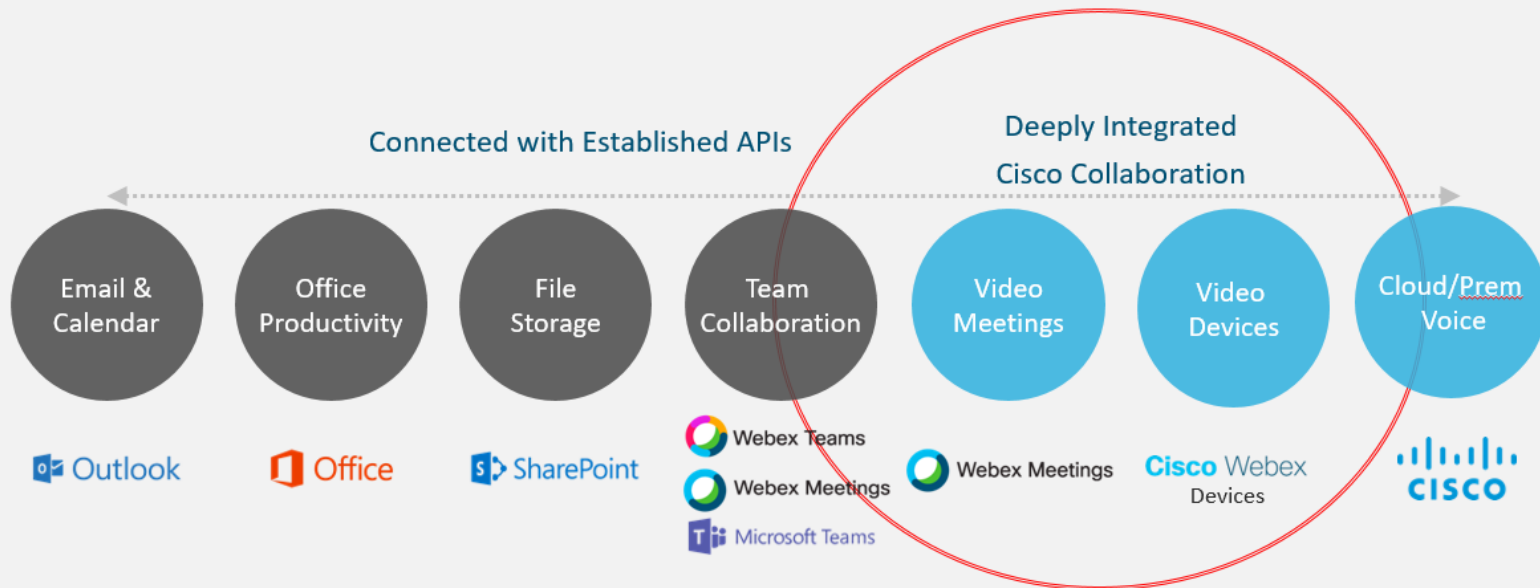 Connected with Established APIs
Deeply Integrated
Cisco Collaboration
Email &
Calendar
Office
Productivity
File
Storage
Team
Collaboration
Video
Meetings
Video
Devices
Cloud/Prem
Voice
Outlook
Office
SharePoint
Webex Teams
Webex Meetings
Microsoft Teams
Webex Meetings
Cisco Webex
Devices
CISCO